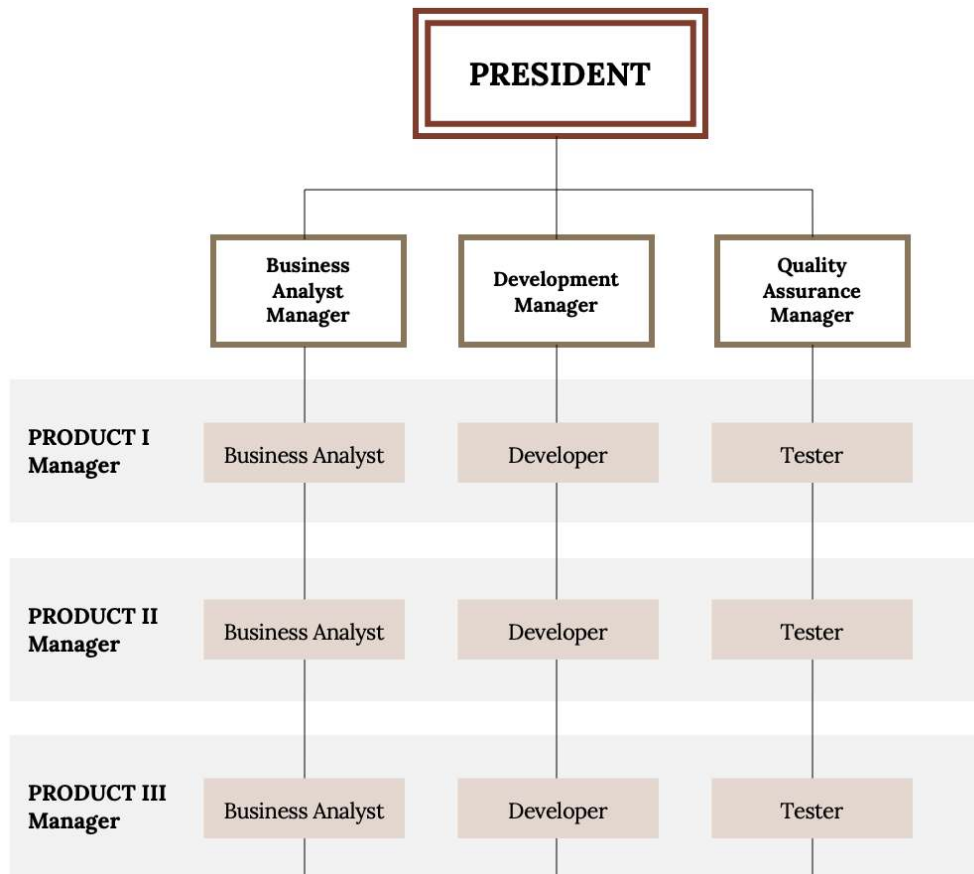 PRESIDENT
Business
Analyst
Manager
Development
Manager
Quality
Assurance
Manager
PRODUCT I
Manager
Business Analyst
Developer
Tester
PRODUCT II
Manager
Business Analyst
Developer
Tester
PRODUCT III
Manager
Business Analyst
Developer
Tester